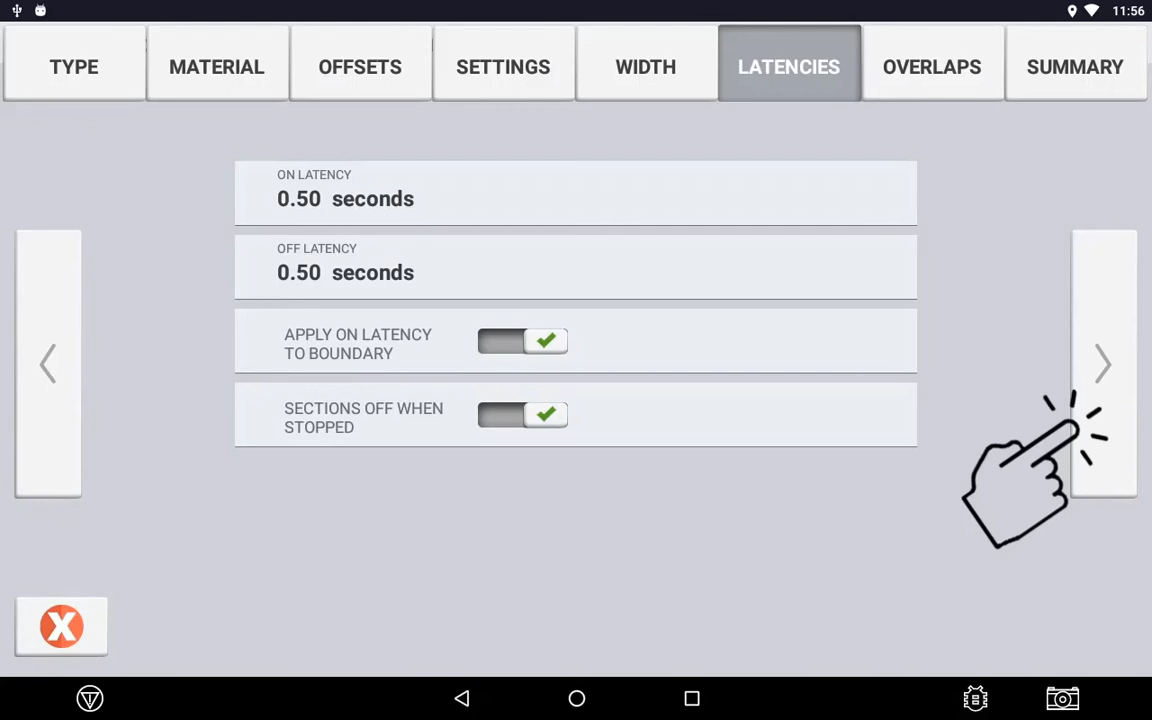 11:56
TYPE
MATERIAL
OFFSETS
SETTINGS
WIDTH
LATENCIES
OVERLAPS
SUMMARY
ON LATENCY
0.50 seconds
OFF LATENCY
0.50 seconds
APPLY ON LATENCY
TO BOUNDARY
SECTIONS OFF WHEN
STOPPED
X